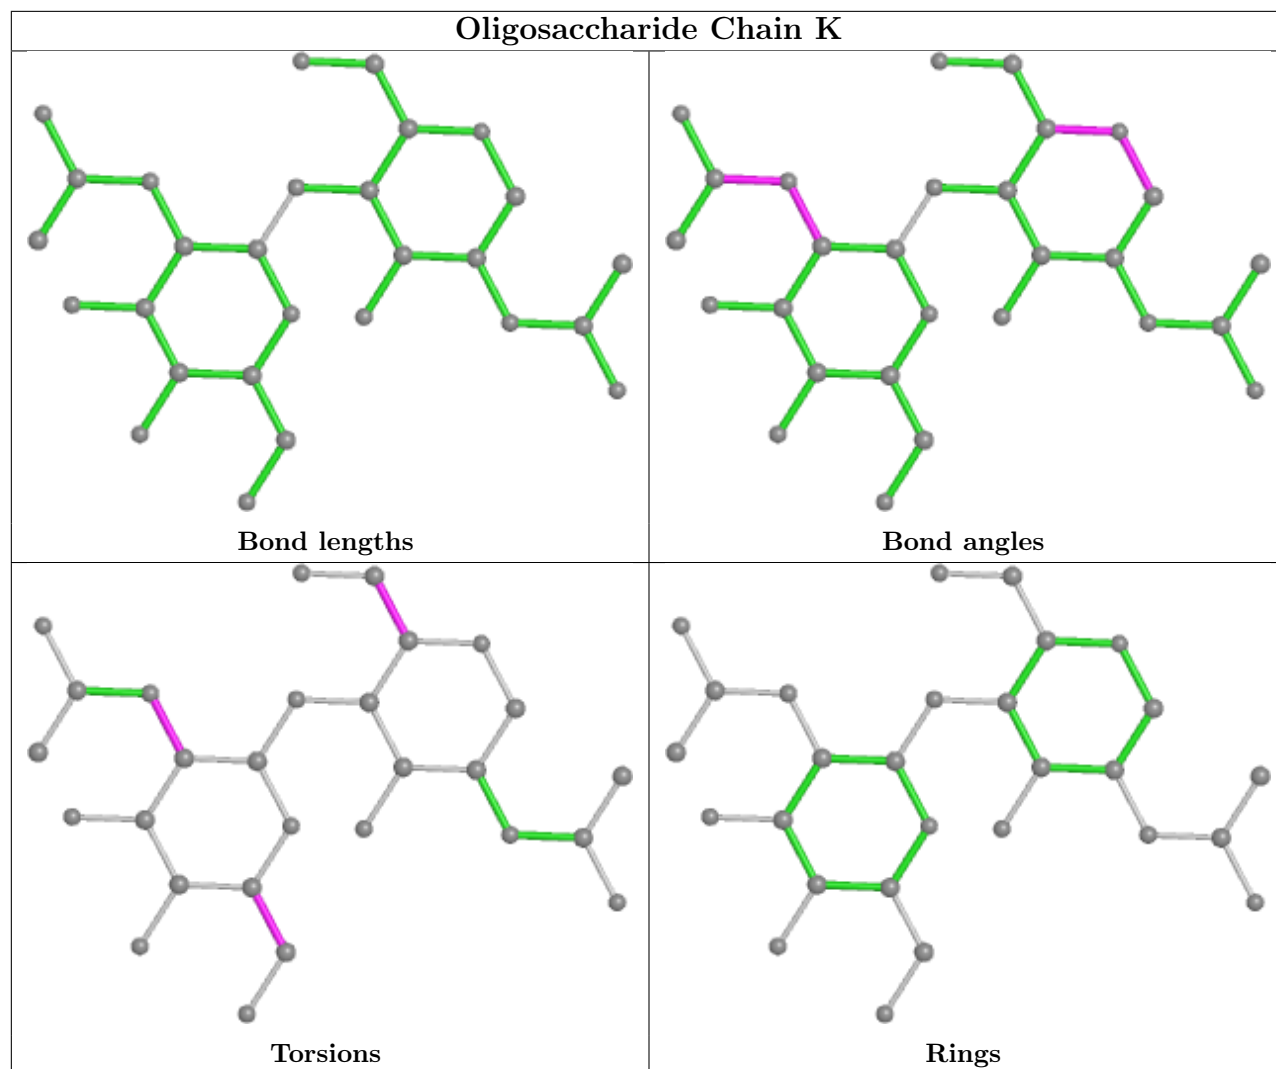 Oligosaccharide Chain K
Bond lengths
Bond angles
Torsions
Rings